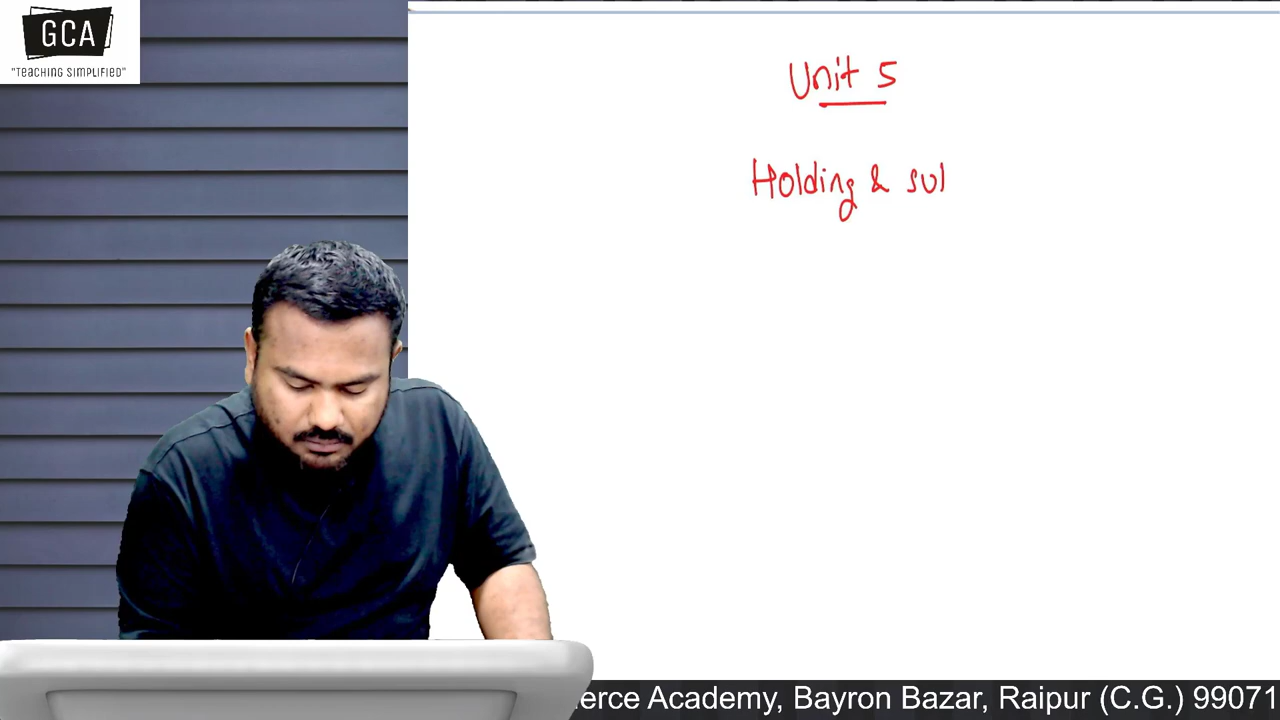 GCA
"TEACHING SIMPLIFIED"
Unit 5
Holding & sul
erce Academy, Bayron Bazar, Raipur (C.G.) 99071